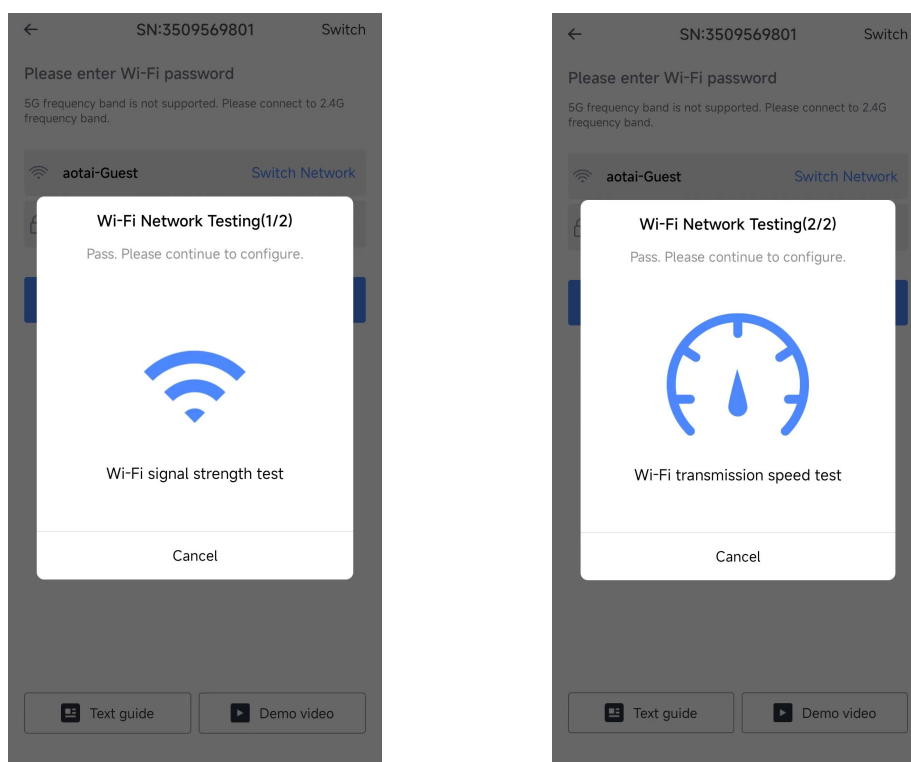 SN:3509569801 Switch
Please enter Wi-Fi password
5G frequency band is not supported. Please connect to 2.4G
frequency band.
aotai-Guest Switch Network
Wi-Fi Network Testing(1/2)
Pass. Please continue to configure.
Wi-Fi signal strength test
Cancel
Text guide Demo video
SN:3509569801 Switch
Please enter Wi-Fi password
5G frequency band is not supported. Please connect to 2.4G
frequency band.
aotai-Guest Switch Network
Wi-Fi Network Testing(2/2)
Pass. Please continue to configure.
Wi-Fi transmission speed test
Cancel
Text guide Demo video